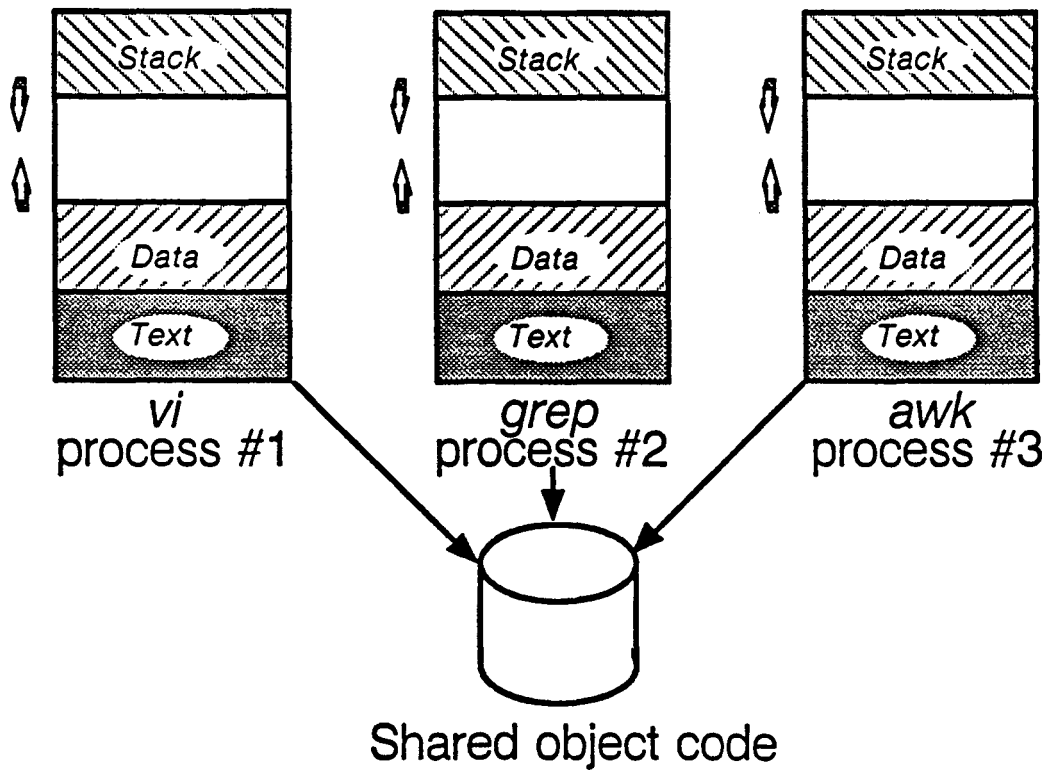 Stack
Data
Text
vi
process #1
Stack
Data
Text
grep
process #2
Stack
Data
Text
awk
process #3
Shared object code